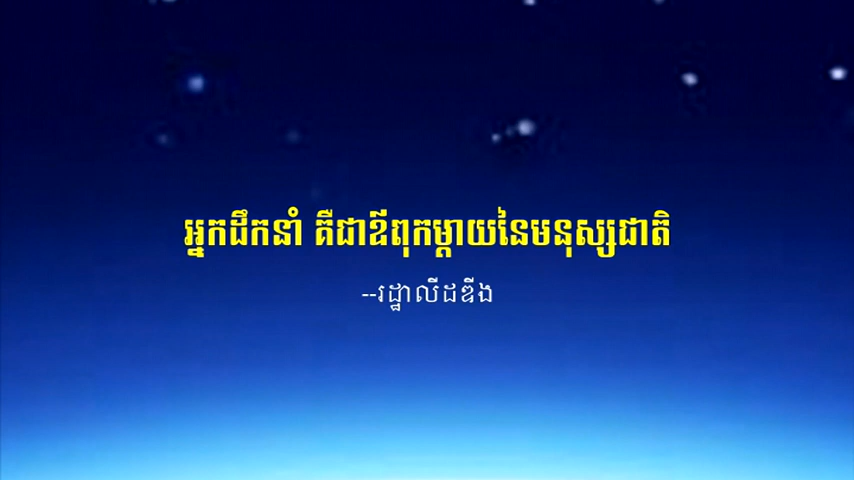 អ្នកដឹកនាំ គឺជាឪពុកម្តាយនៃមនុស្សជាតិ
--រដ្ឋាលីដឌីង